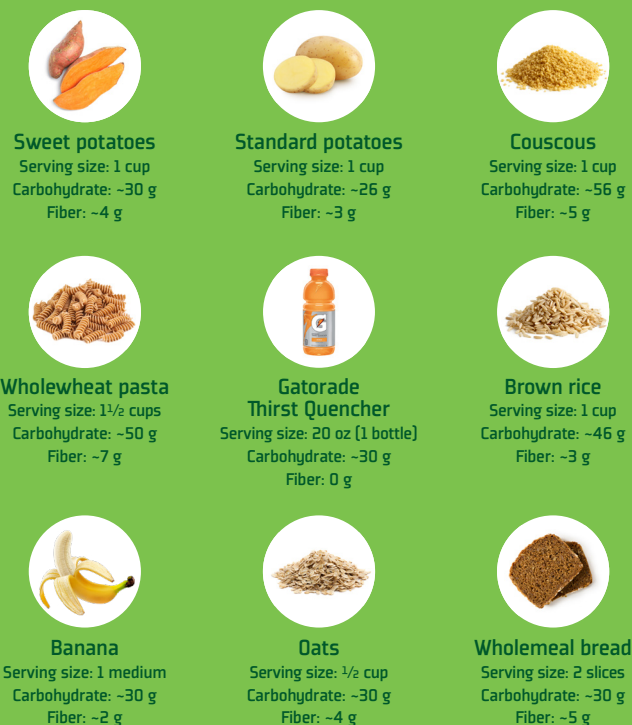 Sweet potatoes
Serving size: 1 cup
Carbohydrate: ~30 g
Fiber: ~4 g
Standard potatoes
Serving size: 1 cup
Carbohydrate: ~26 g
Fiber: ~3 g
Couscous
Serving size: 1 cup
Carbohydrate: ~56 g
Fiber: ~5 g
Wholewheat pasta
Serving size: 1 1/2 cups
Carbohydrate: ~50 g
Fiber: ~7 g
Gatorade
Thirst Quencher
Serving size: 20 oz (1 bottle)
Carbohydrate: ~30 g
Fiber: 0 g
Brown rice
Serving size: 1 cup
Carbohydrate: ~46 g
Fiber: ~3 g
Banana
Serving size: 1 medium
Carbohydrate: ~30 g
Fiber: ~2 g
Oats
Serving size: 1/2 cup
Carbohydrate: ~30 g
Fiber: ~4 g
Wholemeal bread
Serving size: 2 slices
Carbohydrate: ~30 g
Fiber: ~5 g